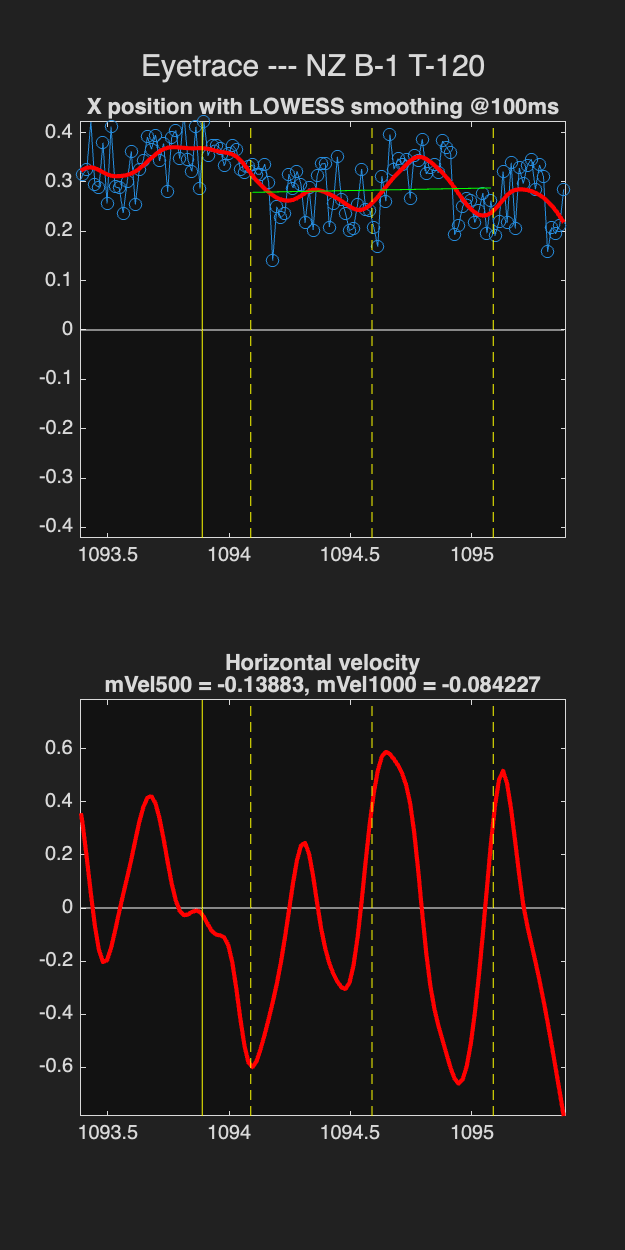 Eyetrace --- NZ B-1 T-120
X position with LOWESS smoothing @100ms
0.4
0.3
0.2
0.1
0
-0.1
-0.2
-0.3
-0.4
1093.5 1094 1094.5 1095
Horizontal velocity
mVel500 = -0.13883, mVel1000 = -0.084227
0.6
0.4
0.2
0
-0.2
-0.4
-0.6
1093.5 1094 1094.5 1095